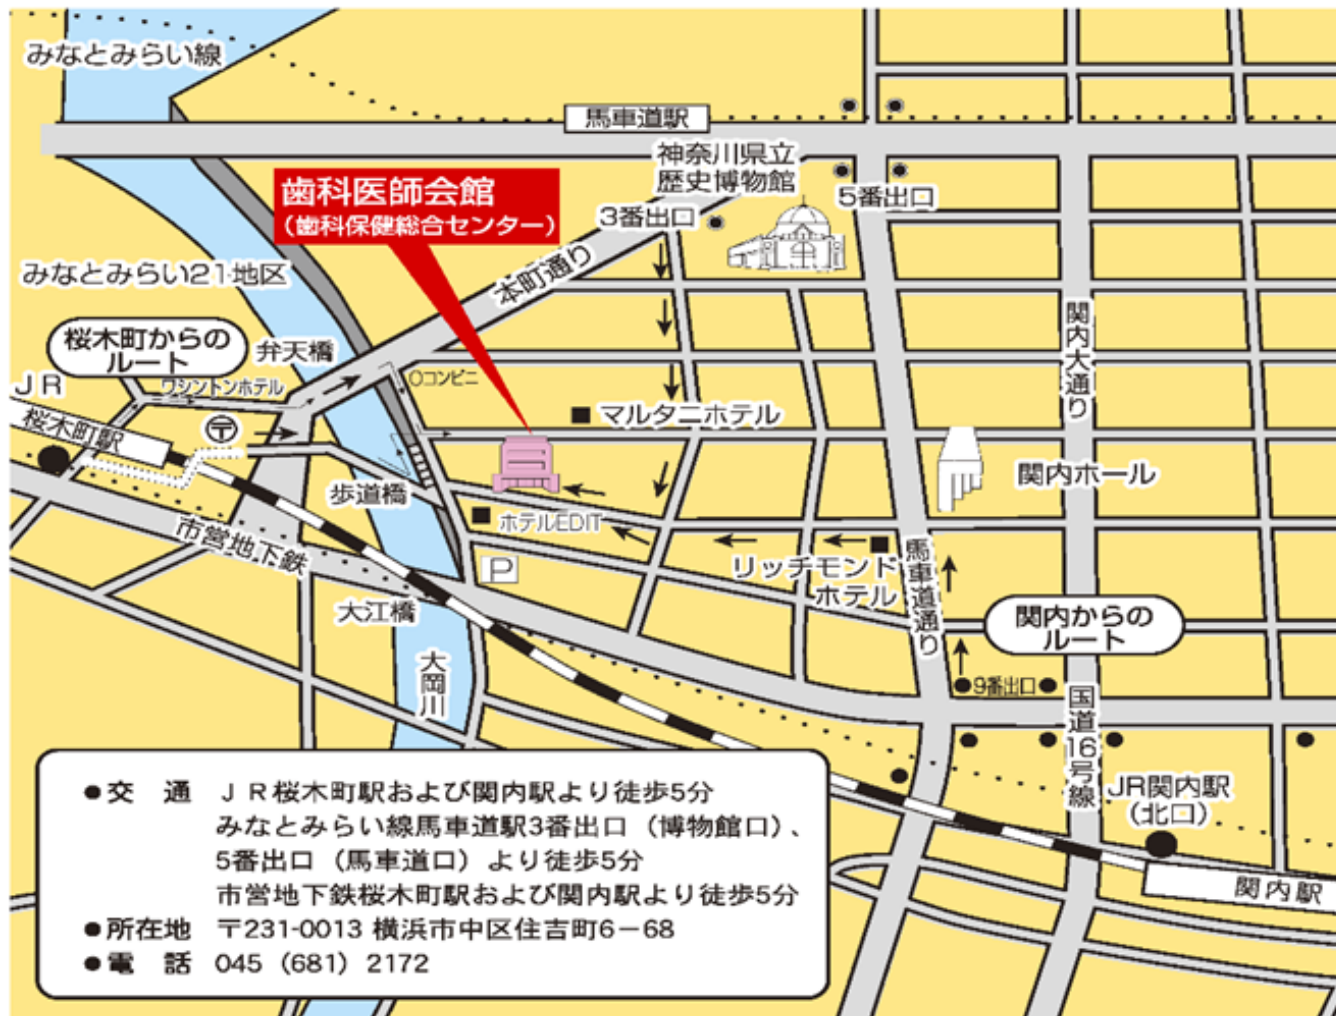 みなとみらい線
馬車道駅
神奈川県立
歴史博物館
5番出口
3番出口
歯科医師会館
(歯科保健総合センター)
本町通り
みなとみらい21地区
桜木町からの
ルート
弁天橋
ワシントンホテル
○コンビニ
JR
桜木町駅
〒
マルタニホテル
関内大通り
関内ホール
歩道橋
ホテルEDIT
市営地下鉄
P
リッチモンド
ホテル
馬車道通り
大江橋
関内からの
ルート
大岡川
9番出口
国道16号線
JR関内駅
(北口)
関内駅
●交 通 JR桜木町駅および関内駅より徒歩5分
みなとみらい線馬車道駅3番出口(博物館口)、
5番出口(馬車道口)より徒歩5分
市営地下鉄桜木町駅および関内駅より徒歩5分
●所在地 〒231-0013 横浜市中区住吉町6-68
●電 話 045(681)2172